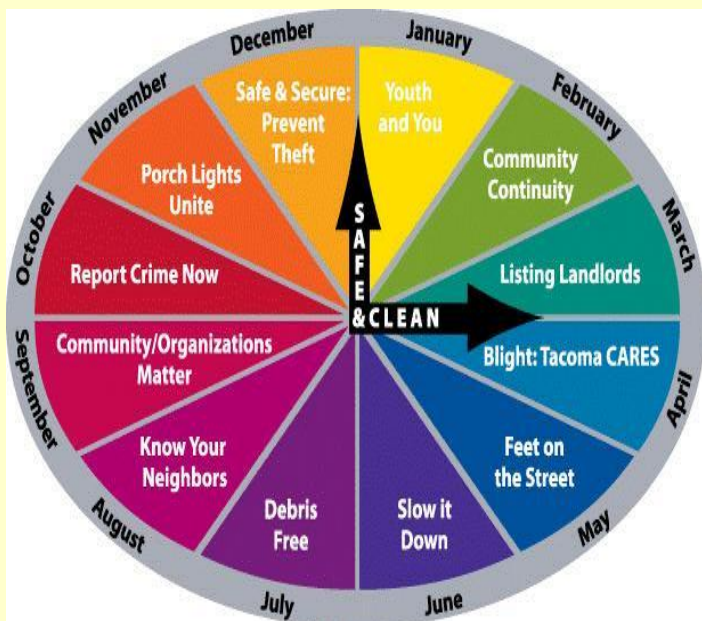 December
January
November
February
October
March
September
April
August
May
July
June
Safe & Secure:
Prevent
Theft
Youth
and You
Porch Lights
Unite
Community
Continuity
Report Crime Now
Listing Landlords
Community/Organizations
Matter
Blight: Tacoma CARES
Know Your
Neighbors
Feet on
the Street
Debris
Free
Slow it
Down
SAFE
&CLEAN